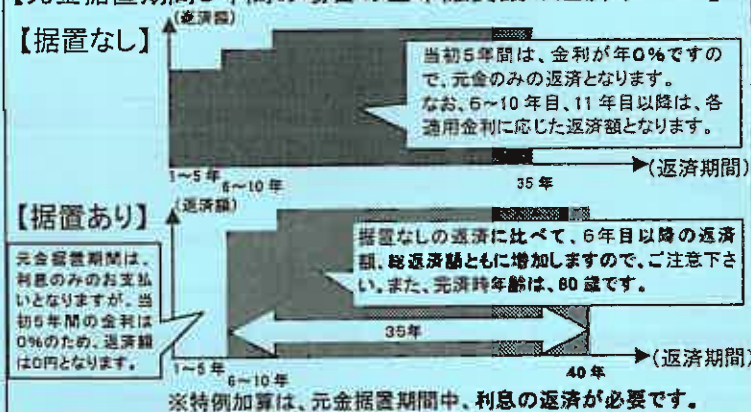 (返済額)
【据置なし】
当初5年間は、金利が年0%ですの
で、元金のみの返済となります。
なお、6~10年目、11年目以降は、各
適用金利に応じた返済額となります。
1~5年
6~10年
35年
(返済期間)
【据置あり】
(返済額)
元金据置期間は、
利息のみのお支払
いとなりますが、当
初5年間の金利は
0%のため、返済額
は0円となります。
据置なしの返済に比べて、6年目以降の返済
額、総返済額ともに増加しますので、ご注意下さ
い。また、完済時年齢は、80歳です。
35年
1~5年
6~10年
40年
(返済期間)
※特例加算は、元金据置期間中、利息の返済が必要です。